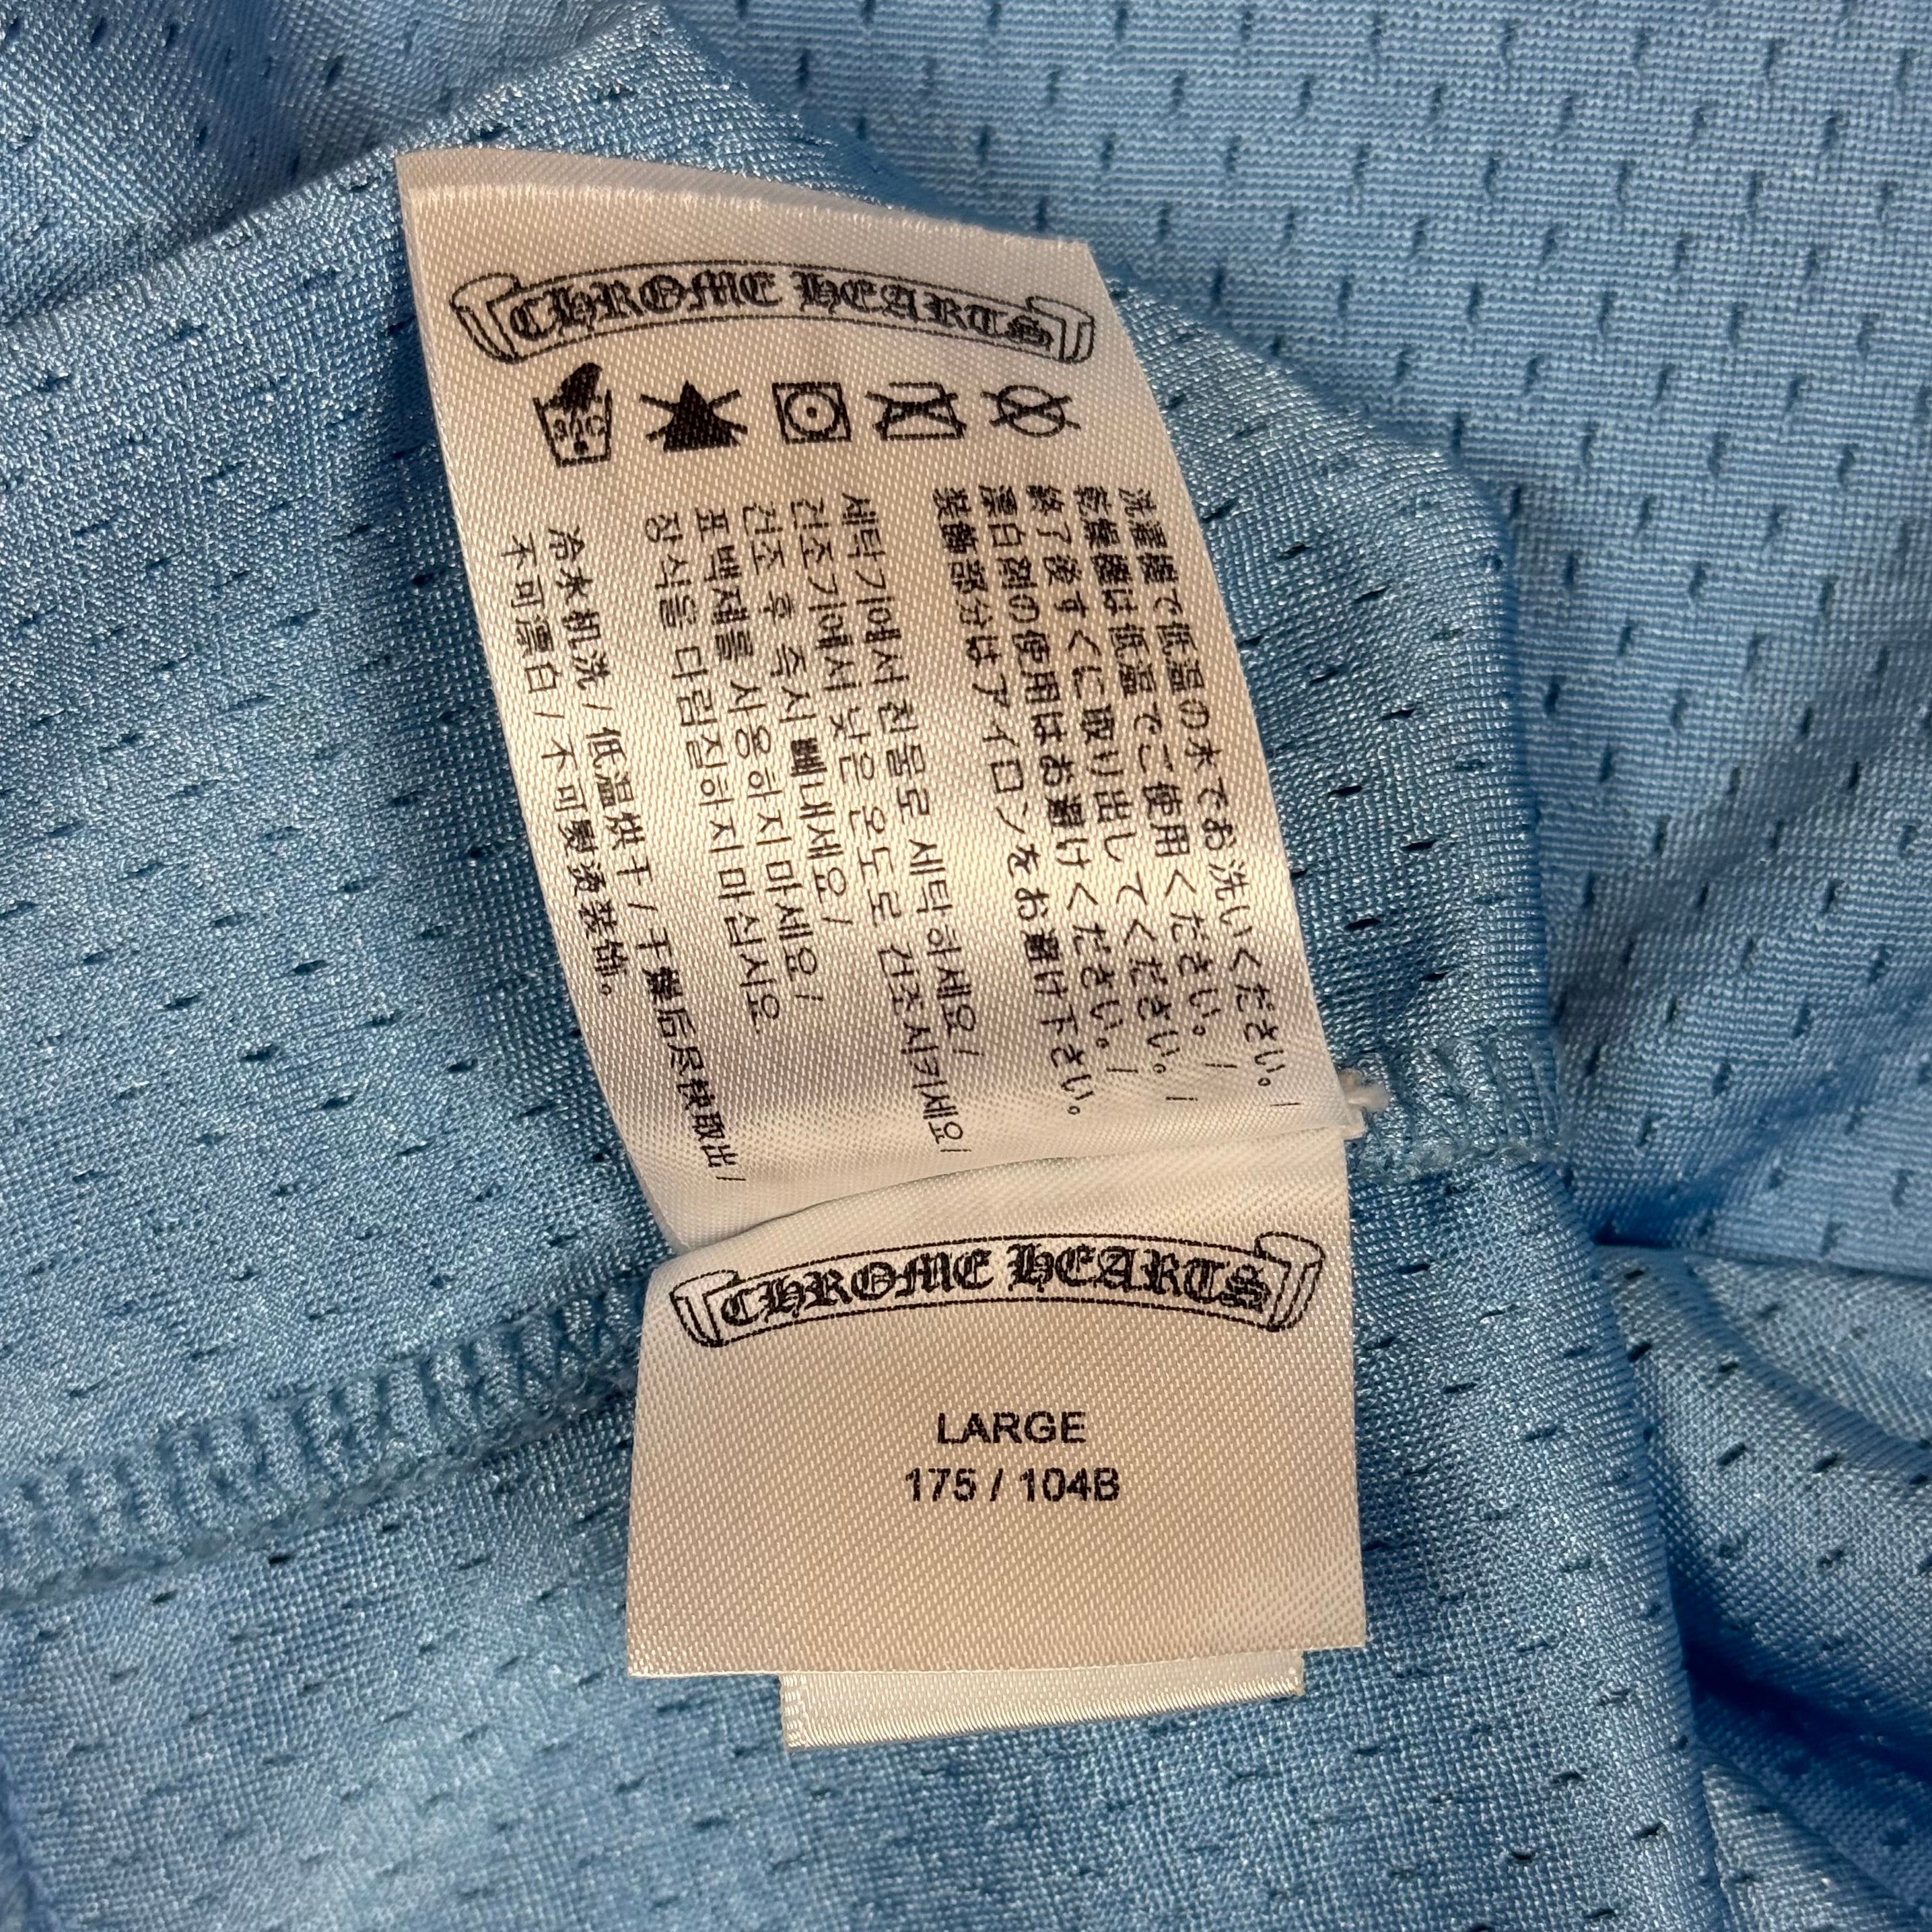 CHROME HEARTS
30C
洗濯機で低温の水でお洗いください。/
乾燥機は低温でご使用ください。/
終了後すぐに取り出してください。/
漂白剤の使用はお避けください。/
装飾部分はアイロンをお避け下さい。
세탁기에서 찬물로 세탁하세요/
건조기에서 낮은 온도로 건조시키세요/
건조 후 즉시 빼내세요/
표백제를 사용하지마세요/
장식을 다림질하지 마십시요
冷水机洗/低温烘干/干燥后尽快取出/
不可漂白/不可熨烫装饰。
CHROME HEARTS
LARGE
175 / 104B